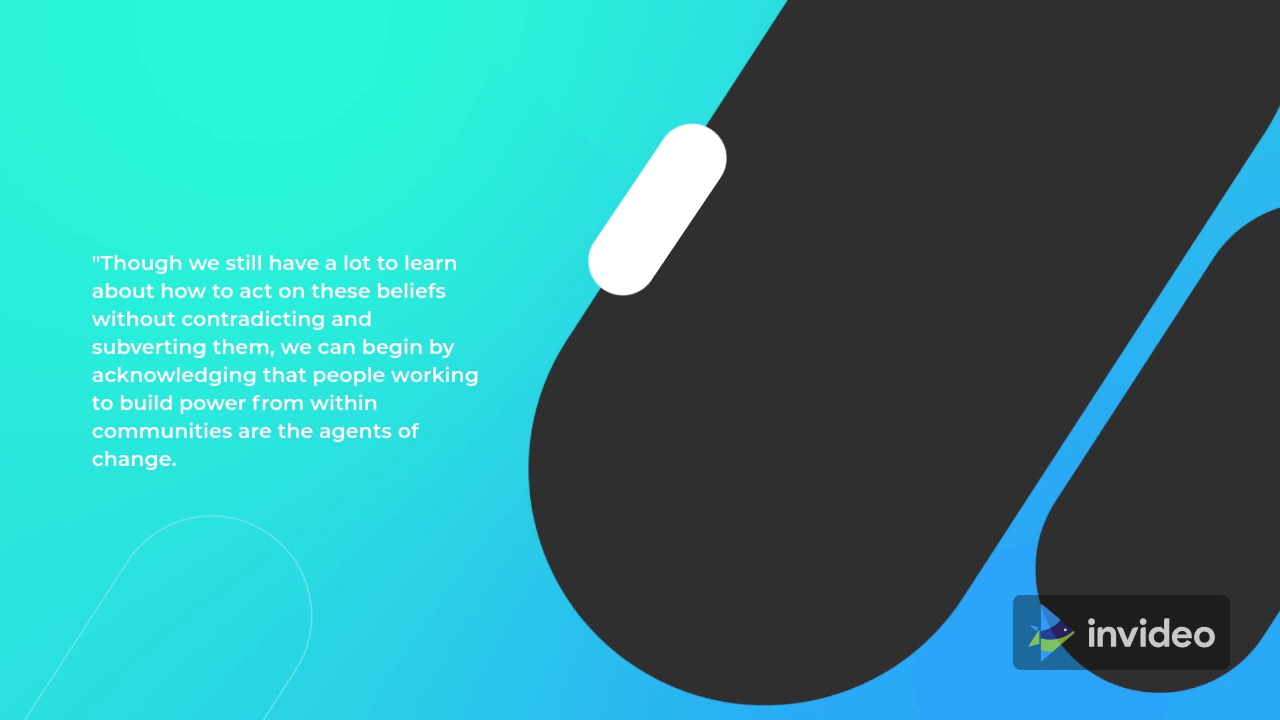 "Though we still have a lot to learn
about how to act on these beliefs
without contradicting and
subverting them, we can begin by
acknowledging that people working
to build power from within
communities are the agents of
change.
invideo